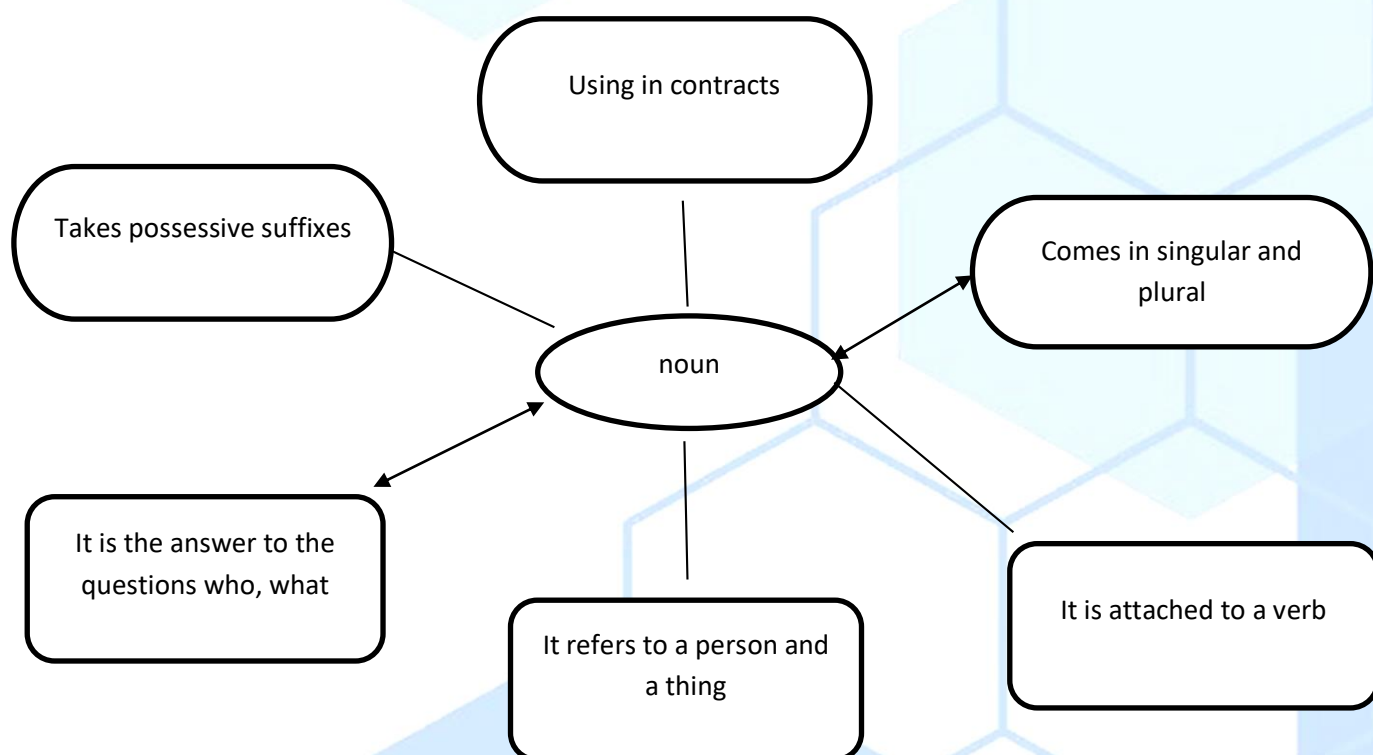 Using in contracts
Takes possessive suffixes
Comes in singular and
plural
noun
It is the answer to the
questions who, what
It refers to a person and
a thing
It is attached to a verb